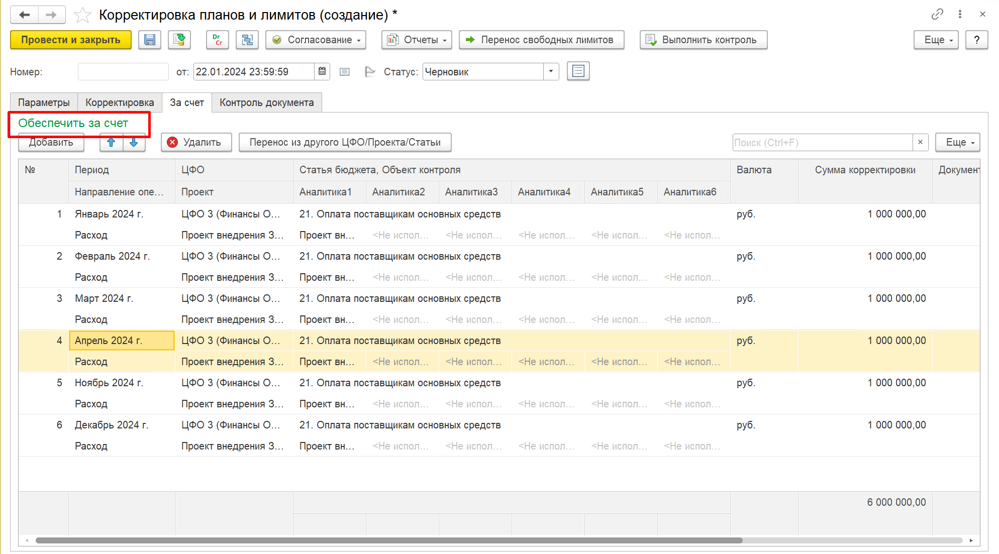 Корректировка планов и лимитов (создание) *
Провести и закрыть Dr Cr Согласование Отчеты Перенос свободных лимитов Выполнить контроль Еще ?
Номер: от: 22.01.2024 23:59:59 Статус: Черновик
Параметры Корректировка За счет Контроль документа
Обеспечить за счет
Добавить Удалить Перенос из другого ЦФО/Проекта/Статьи Поиск (Ctrl+F) × Еще
№ Период ЦФО Статья бюджета, Объект контроля Валюта Сумма корректировки Документ
Направление опе... Проект Аналитика1 Аналитика2 Аналитика3 Аналитика4 Аналитика5 Аналитика6
1 Январь 2024 г. ЦФО 3 (Финансы О... 21. Оплата поставщикам основных средств руб. 1 000 000,00
Расход Проект внедрения З... Проект вн... <Не испол... <Не испол... <Не испол... <Не испол... <Не испол...
2 Февраль 2024 г. ЦФО 3 (Финансы О... 21. Оплата поставщикам основных средств руб. 1 000 000,00
Расход Проект внедрения З... Проект вн... <Не испол... <Не испол... <Не испол... <Не испол... <Не испол...
3 Март 2024 г. ЦФО 3 (Финансы О... 21. Оплата поставщикам основных средств руб. 1 000 000,00
Расход Проект внедрения З... Проект вн... <Не испол... <Не испол... <Не испол... <Не испол... <Не испол...
4 Апрель 2024 г. ЦФО 3 (Финансы О... 21. Оплата поставщикам основных средств руб. 1 000 000,00
Расход Проект внедрения З... Проект вн... <Не испол... <Не испол... <Не испол... <Не испол... <Не испол...
5 Ноябрь 2024 г. ЦФО 3 (Финансы О... 21. Оплата поставщикам основных средств руб. 1 000 000,00
Расход Проект внедрения З... Проект вн... <Не испол... <Не испол... <Не испол... <Не испол... <Не испол...
6 Декабрь 2024 г. ЦФО 3 (Финансы О... 21. Оплата поставщикам основных средств руб. 1 000 000,00
Расход Проект внедрения З... Проект вн... <Не испол... <Не испол... <Не испол... <Не испол... <Не испол...
6 000 000,00